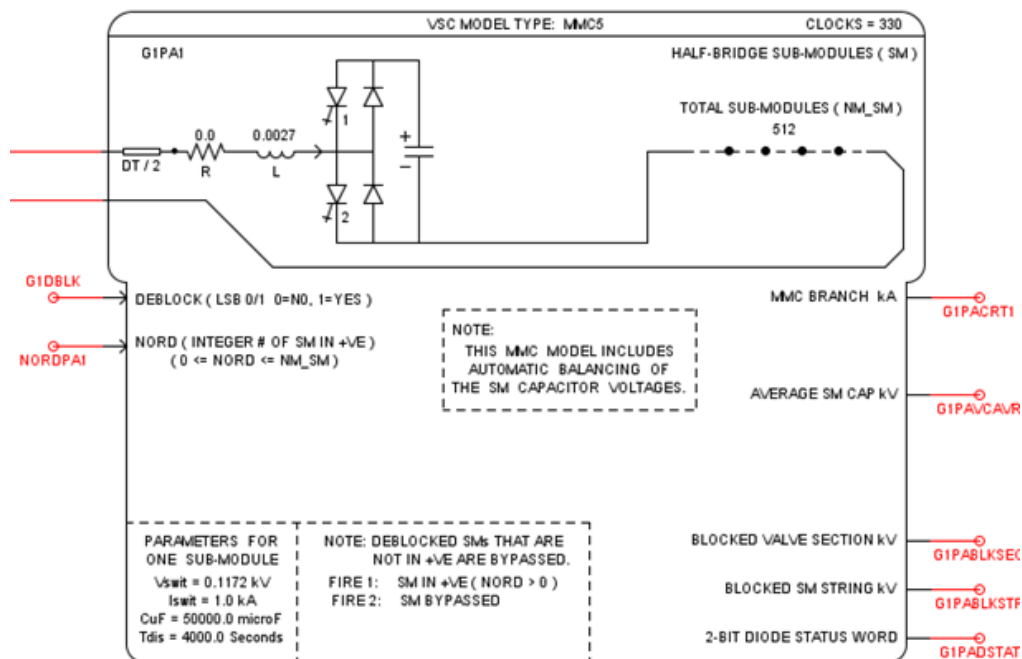 VSC MODEL TYPE: MMC5
CLOCKS = 330
G1PA1
HALF-BRIDGE SUB-MODULES ( SM )
TOTAL SUB-MODULES ( NM_SM )
512
1
0.0
0.0027
+
DT / 2
R
L
2
G1DBLK
DEBLOCK ( LSB 0/1 0=NO, 1=YES )
NORDPA1
NORD ( INTEGER # OF SM IN +VE )
( 0 <= NORD <= NM_SM )
NOTE:
THIS MMC MODEL INCLUDES
AUTOMATIC BALANCING OF
THE SM CAPACITOR VOLTAGES.
MMC BRANCH kA
G1PACRT1
AVERAGE SM CAP kV
G1PAVCAVR
BLOCKED VALVE SECTION kV
G1PABLKSEC
BLOCKED SM STRING kV
G1PABLKSTR
2-BIT DIODE STATUS WORD
G1PADSTAT
PARAMETERS FOR
ONE SUB-MODULE
Vswit = 0.1172 kV
Iswit = 1.0 kA
CuF = 50000.0 microF
Tdis = 4000.0 Seconds
NOTE: DEBLOCKED SMs THAT ARE
NOT IN +VE ARE BYPASSED.
FIRE 1: SM IN +VE ( NORD > 0 )
FIRE 2: SM BYPASSED